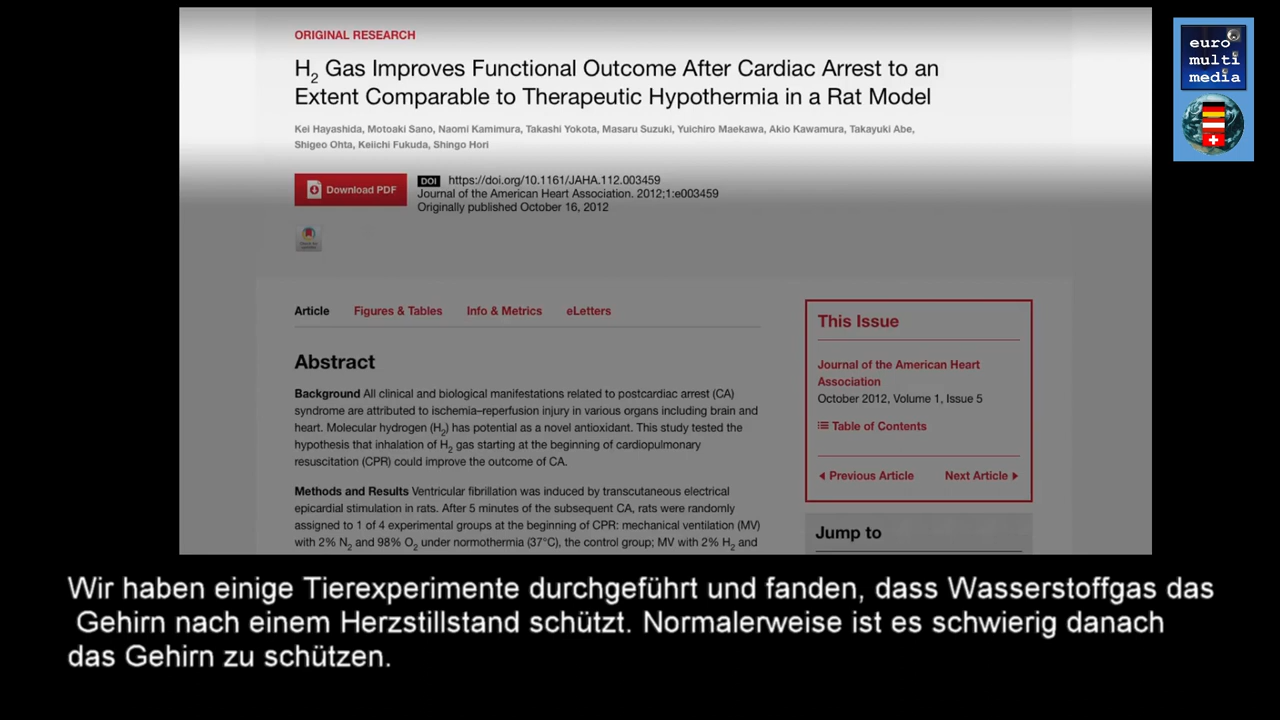 ORIGINAL RESEARCH
H2 Gas Improves Functional Outcome After Cardiac Arrest to an
Extent Comparable to Therapeutic Hypothermia in a Rat Model
Kei Hayashida, Motoaki Sano, Naomi Kamimura, Takashi Yokota, Masaru Suzuki, Yuichiro Maekawa, Akio Kawamura, Takayuki Abe,
Shigeo Ohta, Keiichi Fukuda, Shingo Hori
Download PDF
DOI https://doi.org/10.1161/JAHA.112.003459
Journal of the American Heart Association. 2012;1:e003459
Originally published October 16, 2012
Article Figures & Tables Info & Metrics eLetters
Abstract
Background All clinical and biological manifestations related to postcardiac arrest (CA)
syndrome are attributed to ischemia–reperfusion injury in various organs including brain and
heart. Molecular hydrogen (H2) has potential as a novel antioxidant. This study tested the
hypothesis that inhalation of H2 gas starting at the beginning of cardiopulmonary
resuscitation (CPR) could improve the outcome of CA.
Methods and Results Ventricular fibrillation was induced by transcutaneous electrical
epicardial stimulation in rats. After 5 minutes of the subsequent CA, rats were randomly
assigned to 1 of 4 experimental groups at the beginning of CPR: mechanical ventilation (MV)
with 2% N2 and 98% O2 under normothermia (37°C), the control group; MV with 2% H2 and
This Issue
Journal of the American Heart
Association
October 2012, Volume 1, Issue 5
Table of Contents
Previous Article Next Article
Jump to
euro
multi
media
Wir haben einige Tierexperimente durchgeführt und fanden, dass Wasserstoffgas das
Gehirn nach einem Herzstillstand schützt. Normalerweise ist es schwierig danach
das Gehirn zu schützen.